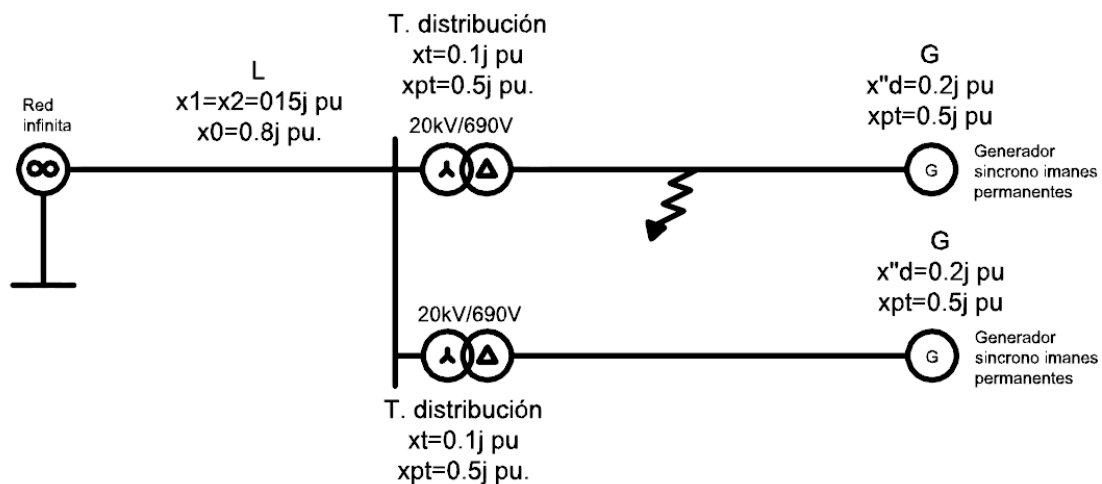 T. distribución
xt=0.1j pu
xpt=0.5j pu.
20kV/690V
L
x1=x2=015j pu
x0=0.8j pu.
Red
infinita
G
x"d=0.2j pu
xpt=0.5j pu
G
Generador
sincrono imanes
permanentes
G
x"d=0.2j pu
xpt=0.5j pu
G
Generador
sincrono imanes
permanentes
20kV/690V
T. distribución
xt=0.1j pu
xpt=0.5j pu.